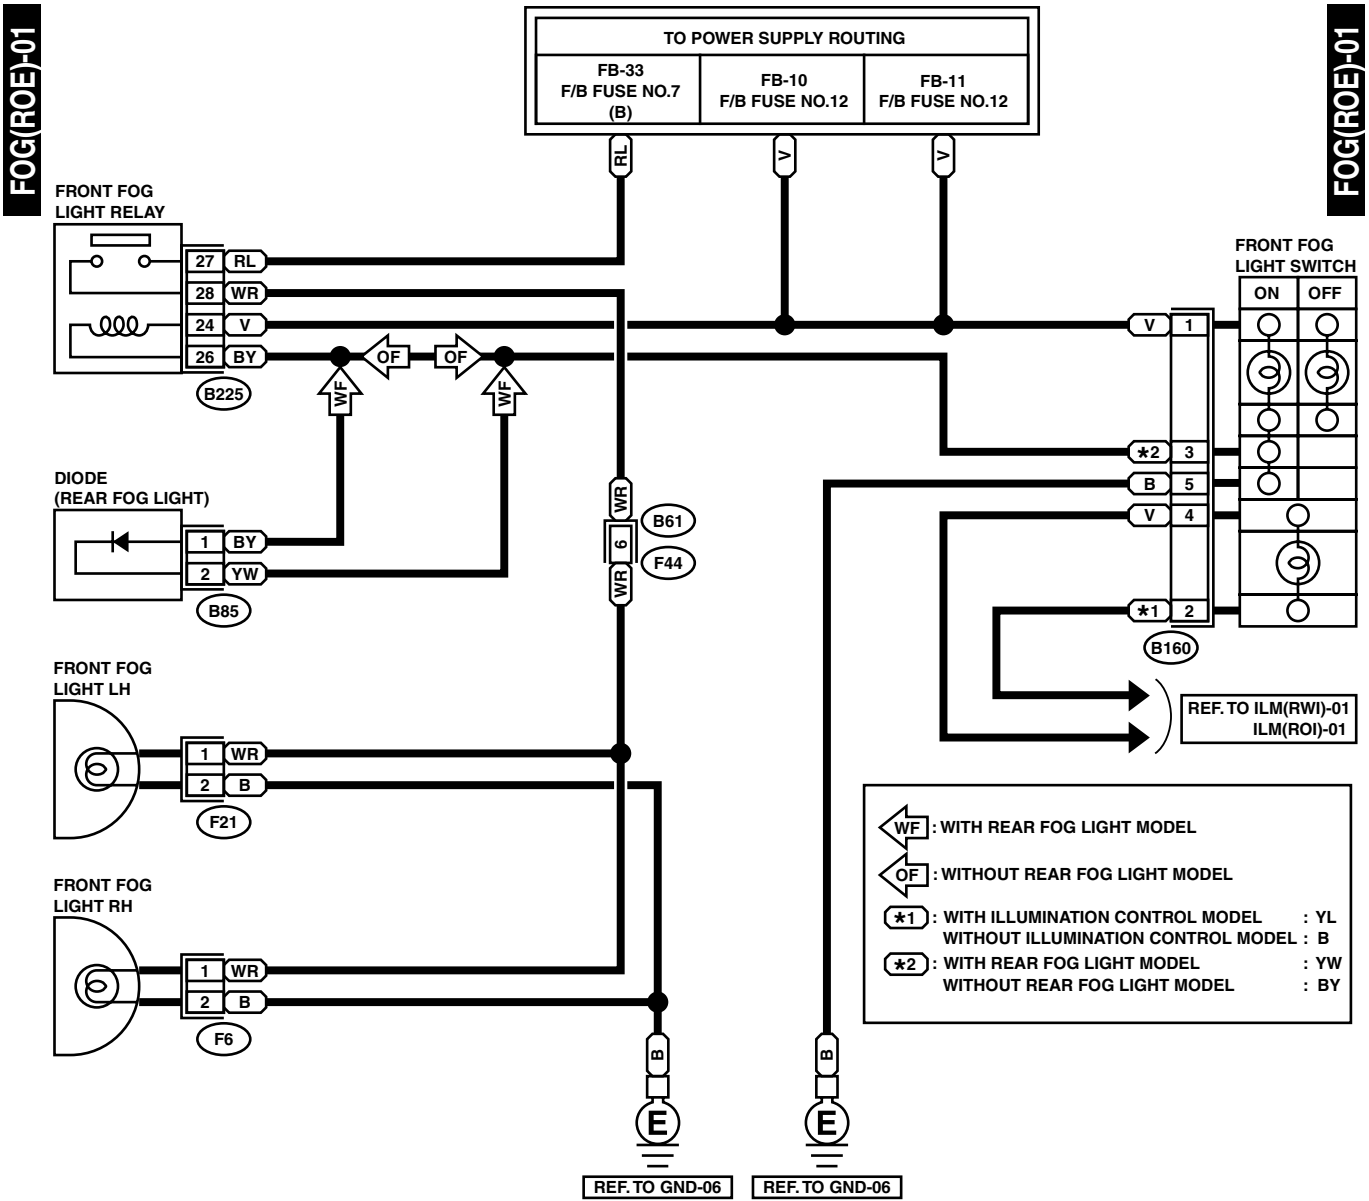 FOG(ROE)-01
FOG(ROE)-01
TO POWER SUPPLY ROUTING
FB-33
F/B FUSE NO.7
(B)
FB-10
F/B FUSE NO.12
FB-11
F/B FUSE NO.12
RL
V
V
FRONT FOG
LIGHT RELAY
27 RL
28 WR
24 V
26 BY
B225
OF
OF
WF
WF
DIODE
(REAR FOG LIGHT)
1 BY
2 YW
B85
WR
6
WR
B61
F44
FRONT FOG
LIGHT LH
1 WR
2 B
F21
FRONT FOG
LIGHT RH
1 WR
2 B
F6
B
E
REF. TO GND-06
B
E
REF. TO GND-06
FRONT FOG
LIGHT SWITCH
ON OFF
V 1
*2 3
B 5
V 4
*1 2
B160
REF. TO ILM(RWI)-01
ILM(ROI)-01
WF : WITH REAR FOG LIGHT MODEL
OF : WITHOUT REAR FOG LIGHT MODEL
*1 : WITH ILLUMINATION CONTROL MODEL : YL
WITHOUT ILLUMINATION CONTROL MODEL : B
*2 : WITH REAR FOG LIGHT MODEL : YW
WITHOUT REAR FOG LIGHT MODEL : BY